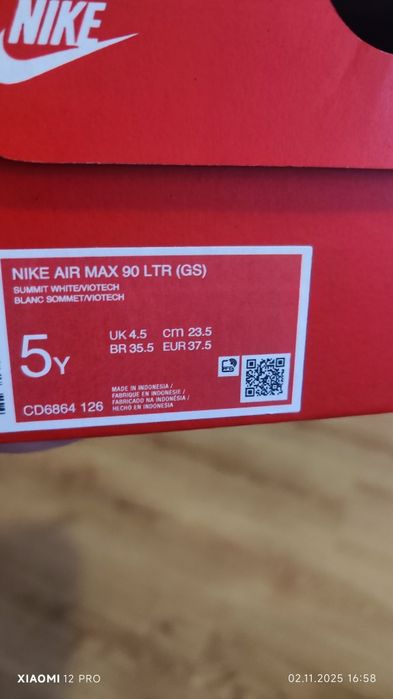 NIKE
NIKE AIR MAX 90 LTR (GS)
SUMMIT WHITE/VIOTECH
BLANC SOMMET/VIOTECH
5Y
UK 4.5 cm 23.5
BR 35.5 EUR 37.5
MADE IN INDONESIA /
FABRIQUE EN INDONESIE /
FABRICADO NA INDONÉSIA /
HECHO EN INDONESIA
CD6864 126
XIAOMI 12 PRO
02.11.2025 16:58